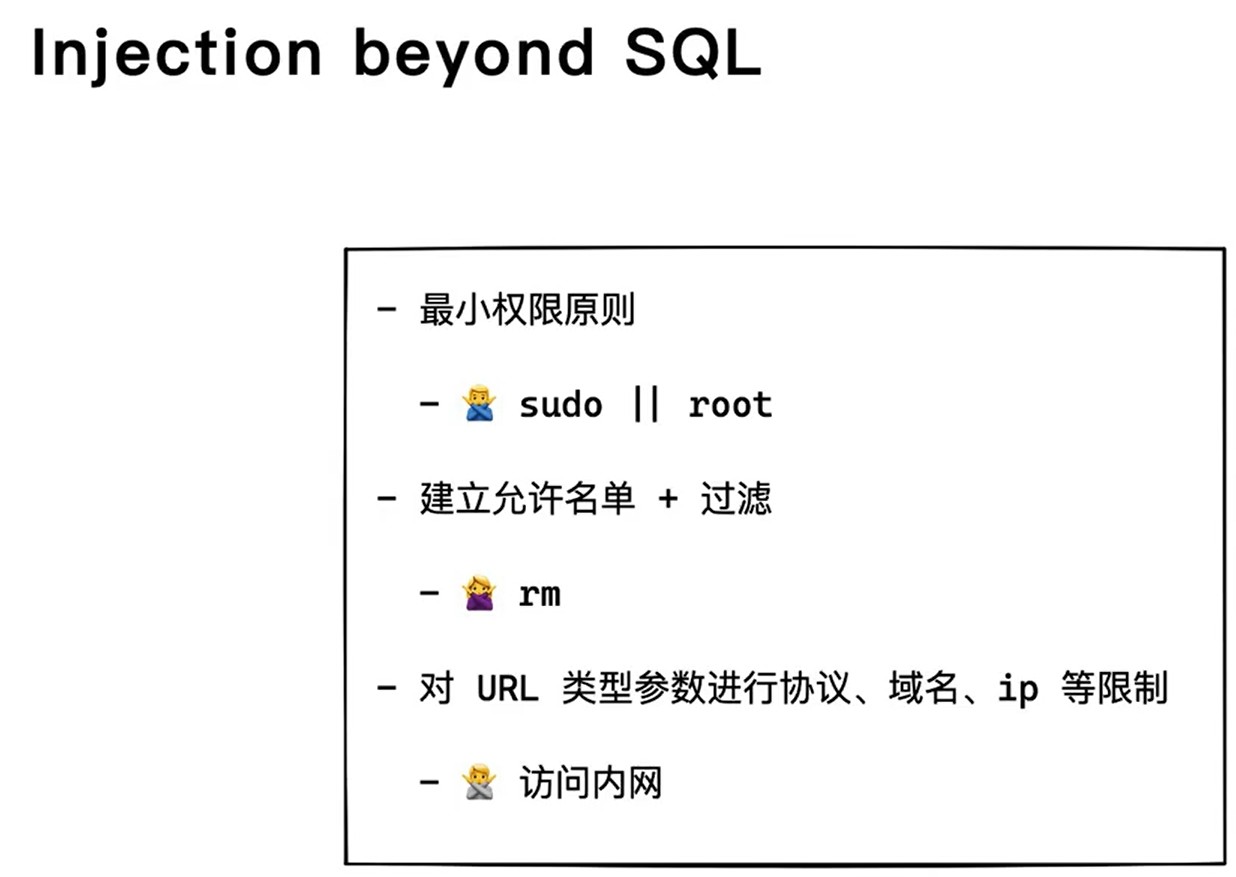 Injection beyond SQL
- 最小权限原则
- 🙅‍♂️ sudo || root
- 建立允许名单 + 过滤
- 🙅‍♀️ rm
- 对 URL 类型参数进行协议、域名、ip 等限制
- 🙅 访问内网